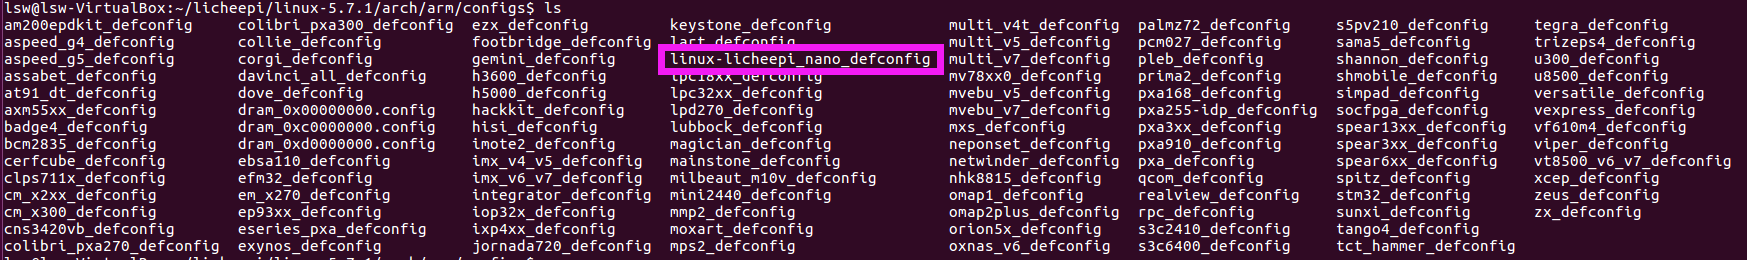 lsw@lsw-VirtualBox:~/licheepi/linux-5.7.1/arch/arm/configs$ ls
am200epdkit_defconfig colibri_pxa300_defconfig ezx_defconfig keystone_defconfig multi_v4t_defconfig palmz72_defconfig s5pv210_defconfig tegra_defconfig
aspeed_g4_defconfig collie_defconfig footbridge_defconfig lart_defconfig multi_v5_defconfig pcm027_defconfig sama5_defconfig trizeps4_defconfig
aspeed_g5_defconfig corgi_defconfig gemini_defconfig linux-licheepi_nano_defconfig multi_v7_defconfig pleb_defconfig shannon_defconfig u300_defconfig
assabet_defconfig davinci_all_defconfig h3600_defconfig lpc18xx_defconfig mv78xx0_defconfig prima2_defconfig shmobile_defconfig u8500_defconfig
at91_dt_defconfig dove_defconfig h5000_defconfig lpc32xx_defconfig mvebu_v5_defconfig pxa168_defconfig simpad_defconfig versatile_defconfig
axm55xx_defconfig dram_0x00000000.config hackkit_defconfig lpd270_defconfig mvebu_v7_defconfig pxa255-idp_defconfig socfpga_defconfig vexpress_defconfig
badge4_defconfig dram_0xc0000000.config hisi_defconfig lubbock_defconfig mxs_defconfig pxa3xx_defconfig spear13xx_defconfig vf610m4_defconfig
bcm2835_defconfig dram_0xd0000000.config imote2_defconfig magician_defconfig neponset_defconfig pxa910_defconfig spear3xx_defconfig viper_defconfig
cerfcube_defconfig ebsa110_defconfig imx_v4_v5_defconfig mainstone_defconfig netwinder_defconfig pxa_defconfig spear6xx_defconfig vt8500_v6_v7_defconfig
clps711x_defconfig efm32_defconfig imx_v6_v7_defconfig milbeaut_m10v_defconfig nhk8815_defconfig qcom_defconfig spitz_defconfig xcep_defconfig
cm_x2xx_defconfig em_x270_defconfig integrator_defconfig mini2440_defconfig omap1_defconfig realview_defconfig stm32_defconfig zeus_defconfig
cm_x300_defconfig ep93xx_defconfig iop32x_defconfig mmp2_defconfig omap2plus_defconfig rpc_defconfig sunxi_defconfig zx_defconfig
cns3420vb_defconfig eseries_pxa_defconfig ixp4xx_defconfig moxart_defconfig orion5x_defconfig s3c2410_defconfig tango4_defconfig
colibri_pxa270_defconfig exynos_defconfig jornada720_defconfig mps2_defconfig oxnas_v6_defconfig s3c6400_defconfig tct_hammer_defconfig